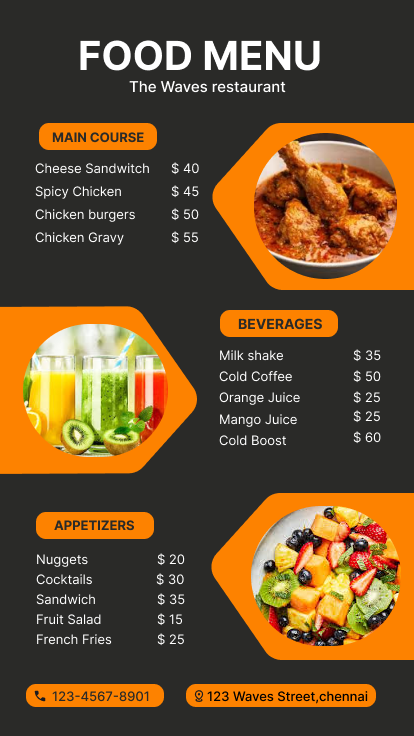 FOOD MENU
The Waves restaurant
MAIN COURSE
Cheese Sandwitch $ 40
Spicy Chicken $ 45
Chicken burgers $ 50
Chicken Gravy $ 55
BEVERAGES
Milk shake $ 35
Cold Coffee $ 50
Orange Juice $ 25
Mango Juice $ 25
Cold Boost $ 60
APPETIZERS
Nuggets $ 20
Cocktails $ 30
Sandwich $ 35
Fruit Salad $ 15
French Fries $ 25
123-4567-8901
123 Waves Street,chennai